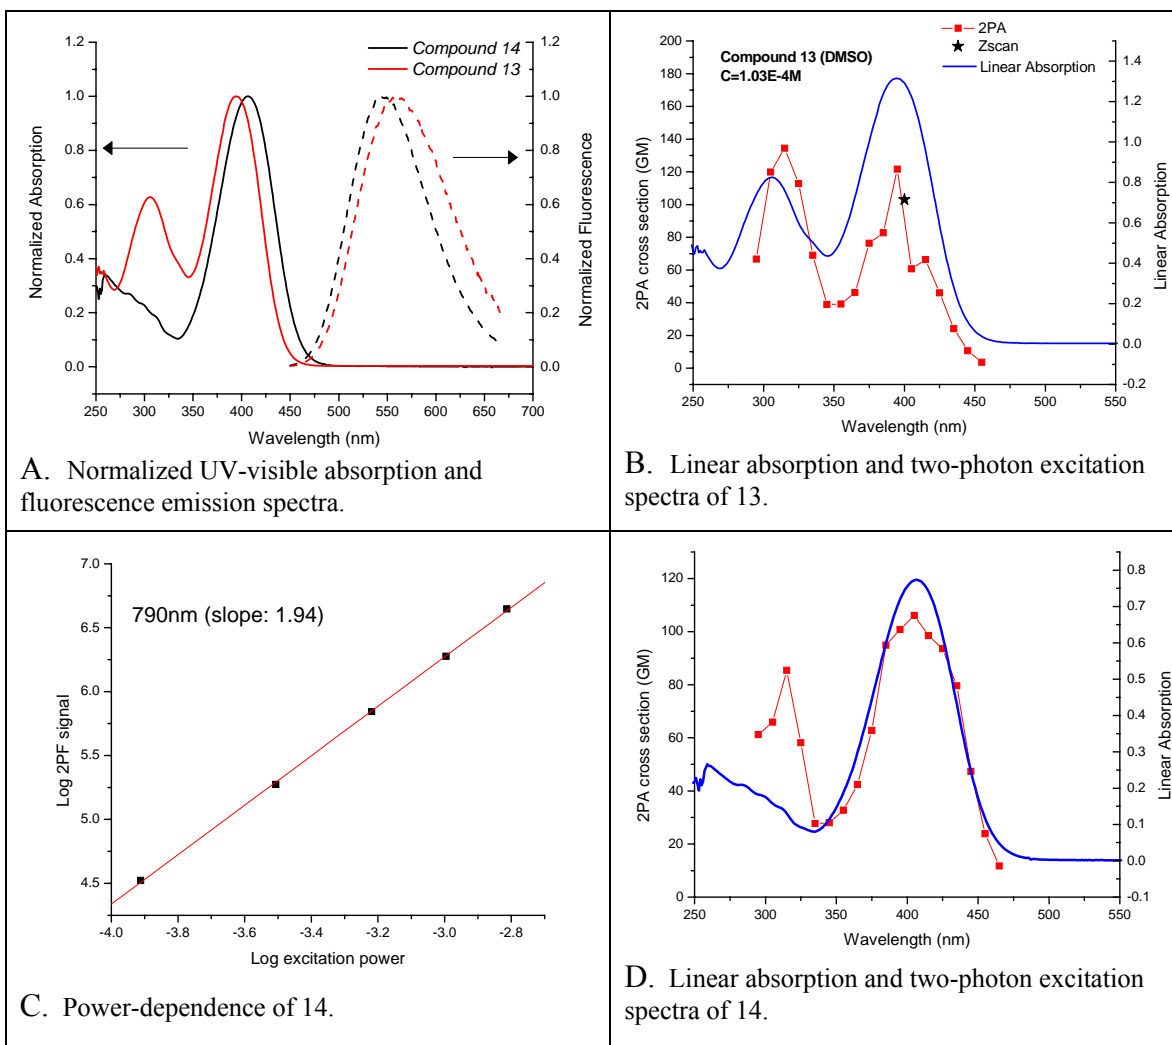 Compound 14
Compound 13
1.2
1.0
0.8
0.6
0.4
0.2
0.0
Normalized Absorption
1.2
1.0
0.8
0.6
0.4
0.2
0.0
Normalized Fluorescence
250 300 350 400 450 500 550 600 650 700
Wavelength (nm)
A. Normalized UV-visible absorption and
fluorescence emission spectra.
2PA
Zscan
Linear Absorption
Compound 13 (DMSO)
C=1.03E-4M
200
180
160
140
120
100
80
60
40
20
0
2PA cross section (GM)
1.4
1.2
1.0
0.8
0.6
0.4
0.2
0.0
-0.2
Linear Absorption
250 300 350 400 450 500 550
Wavelength (nm)
B. Linear absorption and two-photon excitation
spectra of 13.
790nm (slope: 1.94)
7.0
6.5
6.0
5.5
5.0
4.5
Log 2PF signal
-4.0 -3.8 -3.6 -3.4 -3.2 -3.0 -2.8
Log excitation power
C. Power-dependence of 14.
120
100
80
60
40
20
0
2PA cross section (GM)
0.8
0.7
0.6
0.5
0.4
0.3
0.2
0.1
0.0
-0.1
Linear Absorption
250 300 350 400 450 500 550
Wavelength (nm)
D. Linear absorption and two-photon excitation
spectra of 14.